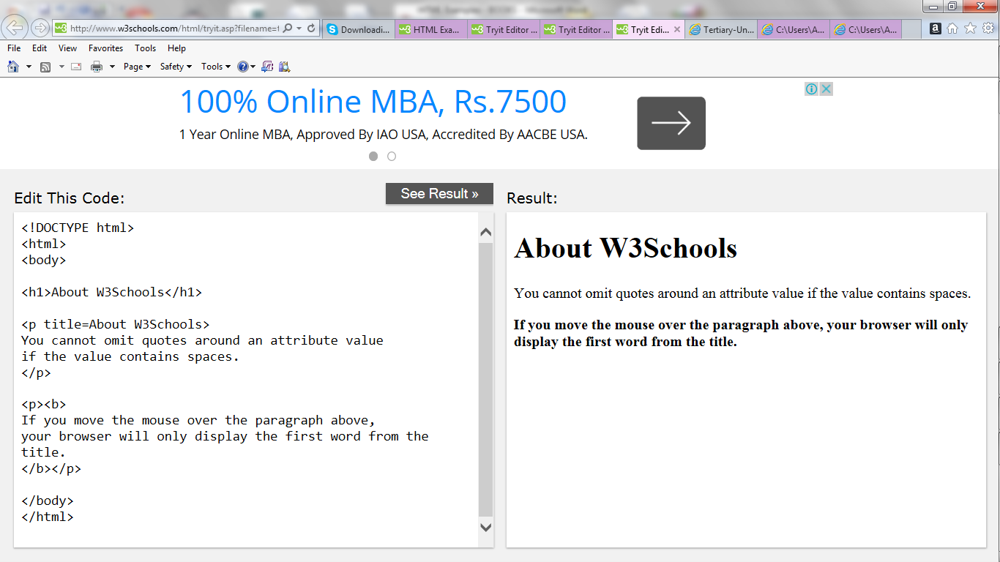 http://www.w3schools.com/html/tryit.asp?filename=t
Downloadi...
HTML Exa...
Tryit Editor ...
Tryit Editor ...
Tryit Edi...
Tertiary-Un...
C:\Users\A...
C:\Users\A...
File Edit View Favorites Tools Help
Page Safety Tools
100% Online MBA, Rs.7500
1 Year Online MBA, Approved By IAO USA, Accredited By AACBE USA.
Edit This Code:
See Result »
<!DOCTYPE html>
<html>
<body>
<h1>About W3Schools</h1>
<p title=About W3Schools>
You cannot omit quotes around an attribute value
if the value contains spaces.
</p>
<p><b>
If you move the mouse over the paragraph above,
your browser will only display the first word from the
title.
</b></p>
</body>
</html>
Result:
About W3Schools
You cannot omit quotes around an attribute value if the value contains spaces.
If you move the mouse over the paragraph above, your browser will only
display the first word from the title.